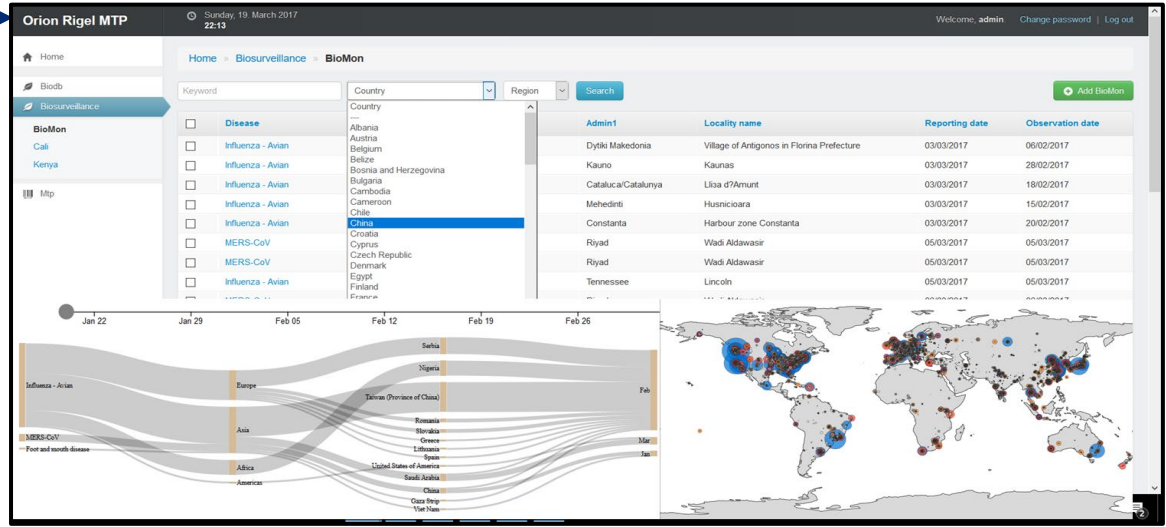 Orion Rigel MTP
Sunday, 19. March 2017
22:13
Welcome, admin Change password | Log out
Home
Home » Biosurveillance » BioMon
Biodb
Biosurveillance
BioMon
Cali
Kenya
Mtp
Keyword Country Region Search Add BioMon
Country
---
Albania
Austria
Belgium
Belize
Bosnia and Herzegovina
Bulgaria
Cambodia
Cameroon
Chile
China
Croatia
Cyprus
Czech Republic
Denmark
Egypt
Finland
France
Disease Admin1 Locality name Reporting date Observation date
Influenza - Avian Dytiki Makedonia Village of Antigonos in Florina Prefecture 03/03/2017 06/02/2017
Influenza - Avian Kauno Kaunas 03/03/2017 28/02/2017
Influenza - Avian Cataluca/Catalunya Llisa d?Amunt 03/03/2017 18/02/2017
Influenza - Avian Mehedinti Husnicioara 03/03/2017 15/02/2017
Influenza - Avian Constanta Harbour zone Constanta 03/03/2017 20/02/2017
MERS-CoV Riyad Wadi Aldawasir 05/03/2017 05/03/2017
MERS-CoV Riyad Wadi Aldawasir 05/03/2017 05/03/2017
Influenza - Avian Tennessee Lincoln 05/03/2017 05/03/2017
Jan 22 Jan 29 Feb 05 Feb 12 Feb 19 Feb 26
Influenza - Avian
MERS-CoV
Foot and mouth disease
Europe
Asia
Africa
Americas
Serbia
Nigeria
Taiwan (Province of China)
Romania
Slovakia
Greece
Lithuania
Spain
United States of America
Saudi Arabia
China
Gaza Strip
Viet Nam
Feb
Mar
Jan
2